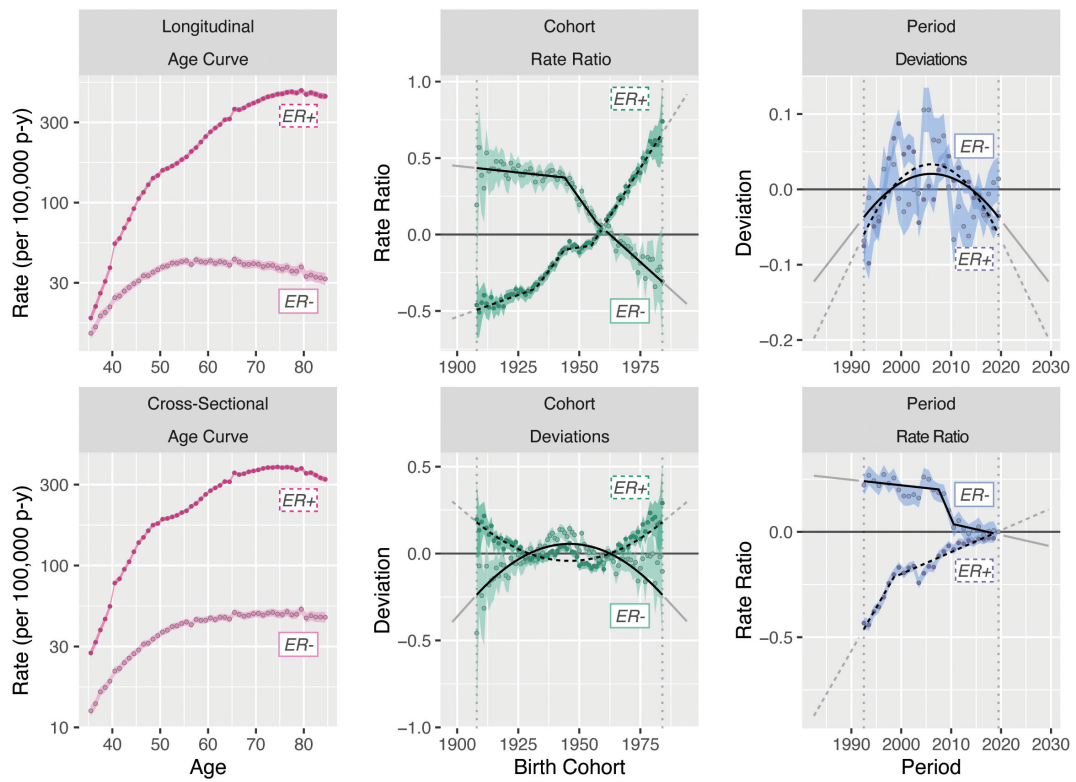 Longitudinal
Age Curve
Rate (per 100,000 p-y)
300
100
30
ER+
ER-
40 50 60 70 80
Cohort
Rate Ratio
Rate Ratio
1.0
0.5
0.0
−0.5
ER+
ER-
1900 1925 1950 1975
Period
Deviations
Deviation
0.1
0.0
−0.1
−0.2
ER-
ER+
1990 2000 2010 2020 2030
Cross-Sectional
Age Curve
Rate (per 100,000 p-y)
300
100
30
10
ER+
ER-
40 50 60 70 80
Age
Cohort
Deviations
Deviation
0.5
0.0
−0.5
−1.0
ER+
ER-
1900 1925 1950 1975
Birth Cohort
Period
Rate Ratio
Rate Ratio
0.0
−0.5
ER-
ER+
1990 2000 2010 2020 2030
Period